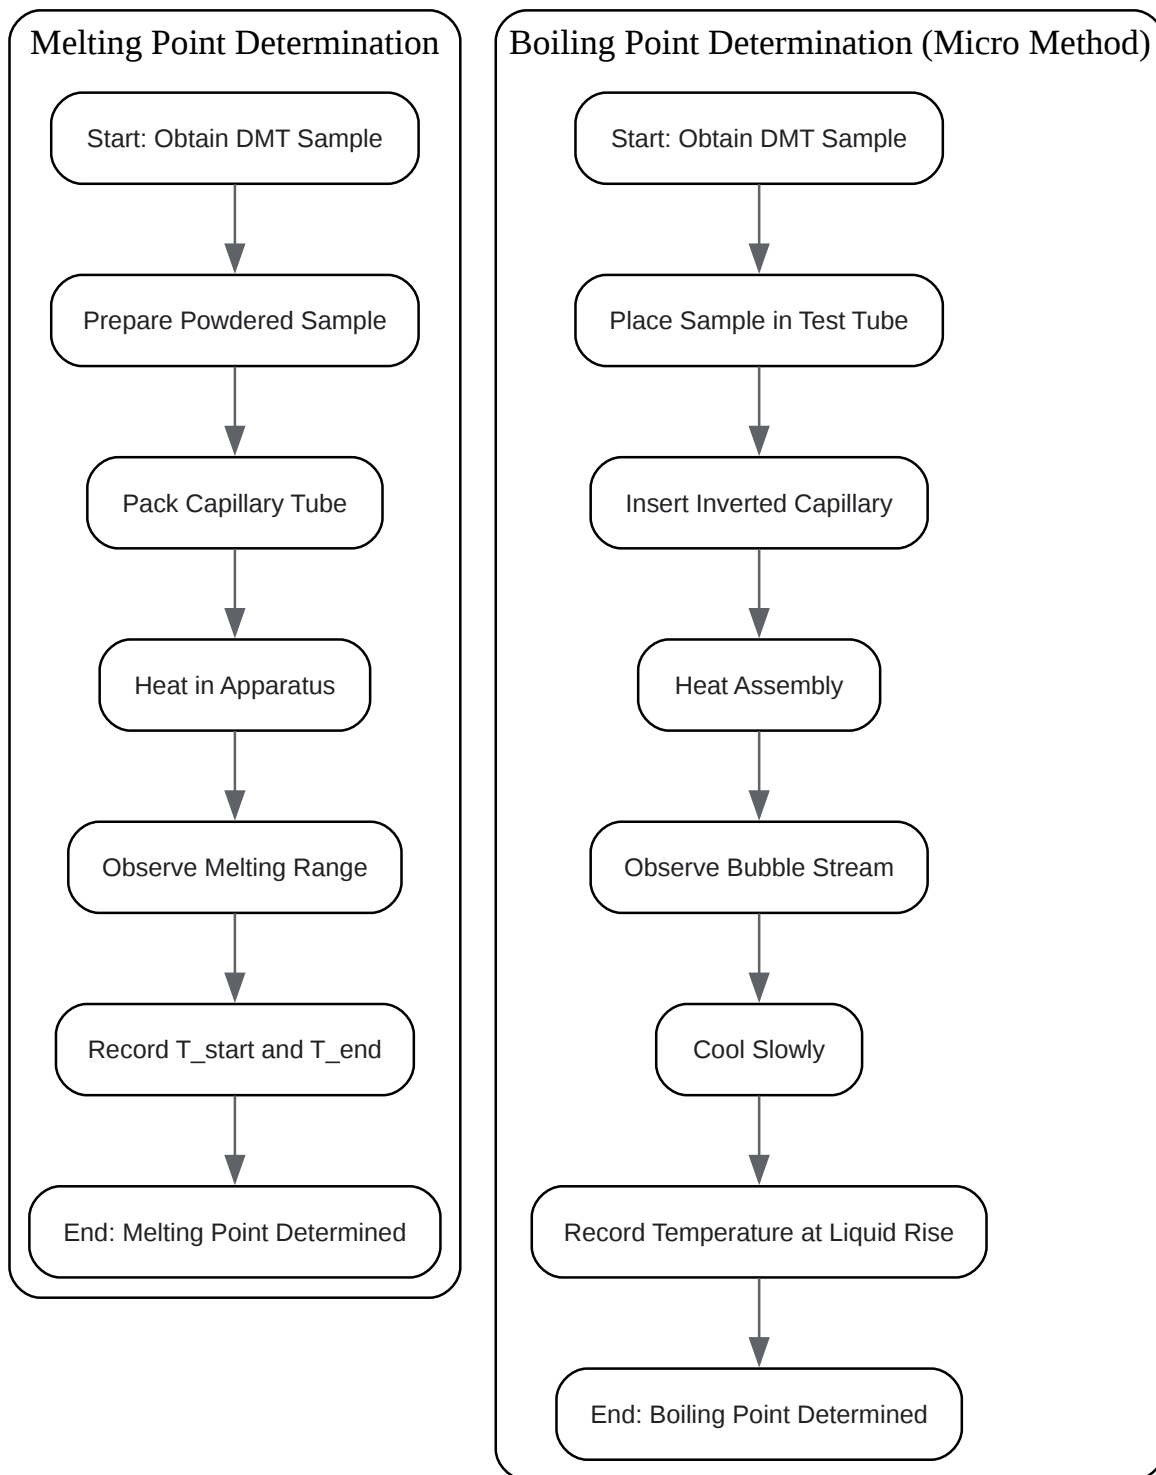 Melting Point Determination
Start: Obtain DMT Sample
Prepare Powdered Sample
Pack Capillary Tube
Heat in Apparatus
Observe Melting Range
Record T_start and T_end
End: Melting Point Determined
Boiling Point Determination (Micro Method)
Start: Obtain DMT Sample
Place Sample in Test Tube
Insert Inverted Capillary
Heat Assembly
Observe Bubble Stream
Cool Slowly
Record Temperature at Liquid Rise
End: Boiling Point Determined